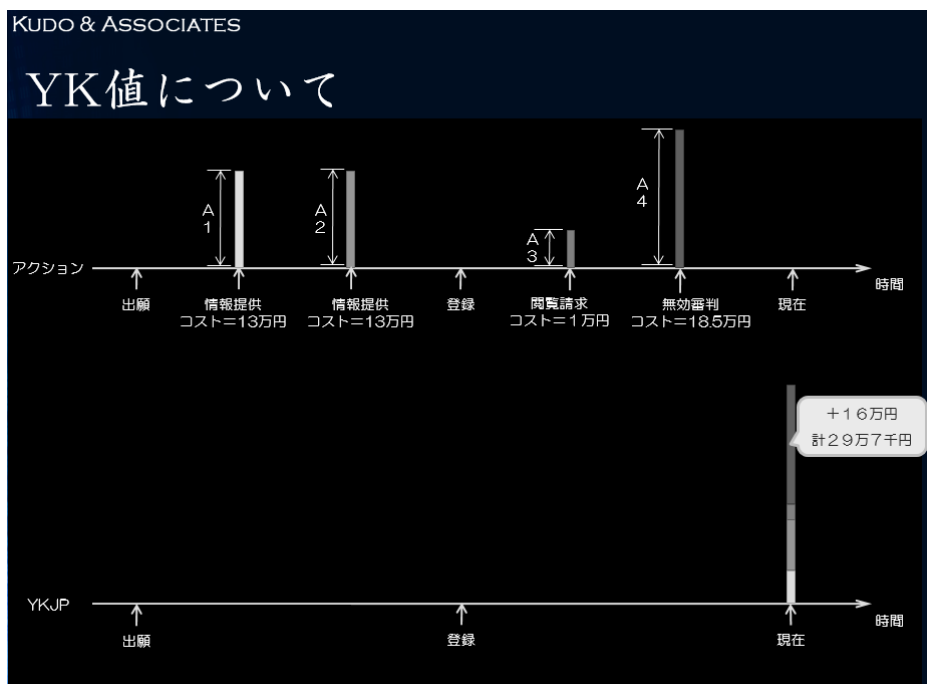 KUDO & ASSOCIATES
YK値について
A
1
A
2
A
3
A
4
アクション
時間
出願
情報提供
コスト=13万円
情報提供
コスト=13万円
登録
閲覧請求
コスト=1万円
無効審判
コスト=18.5万円
現在
+16万円
計29万7千円
YKJP
時間
出願
登録
現在